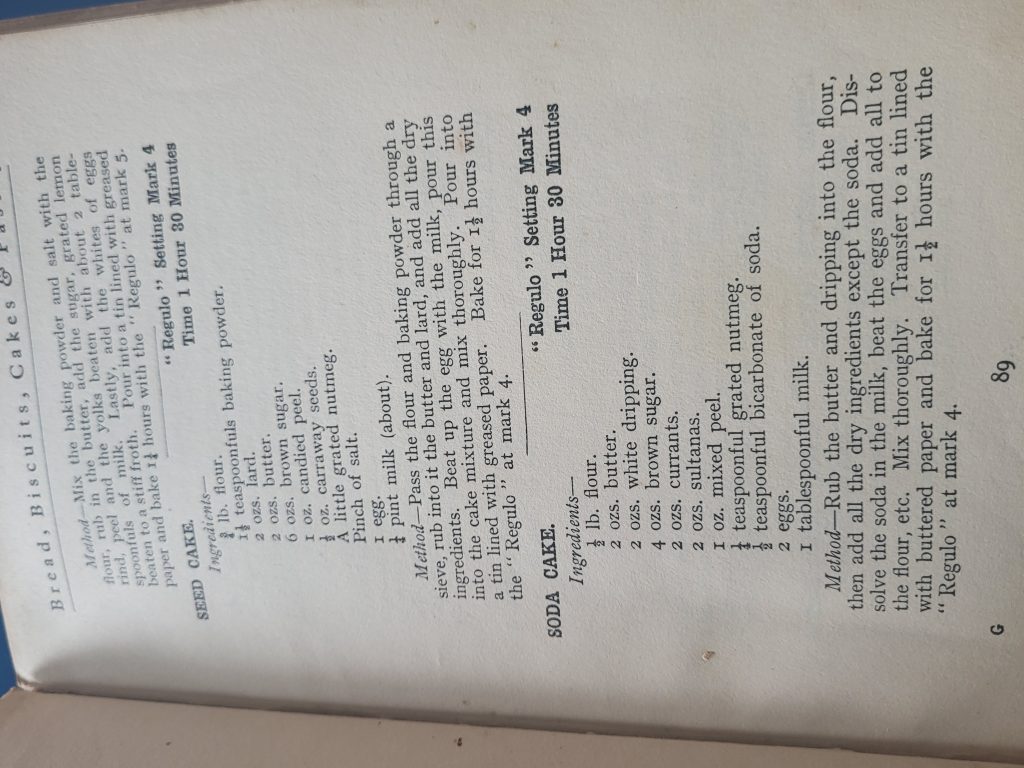 Bread, Biscuits, Cakes &
Method—Mix the baking powder and salt with the
flour, rub in the butter, add the sugar, grated lemon
rind, peel and the yolks beaten with about 2 table-
spoonfuls of milk. Lastly, add the whites of eggs
beaten to a stiff froth. Pour into a tin lined with greased
paper and bake 1½ hours with the "Regulo" at mark 5.
SEED CAKE.
"Regulo" Setting Mark 4
Time 1 Hour 30 Minutes
Ingredients—
¾ lb. flour.
1½ teaspoonfuls baking powder.
2 ozs. lard.
2 ozs. butter.
6 ozs. brown sugar.
1 oz. candied peel.
½ oz. carraway seeds.
A little grated nutmeg.
Pinch of salt.
1 egg.
¼ pint milk (about).
Method—Pass the flour and baking powder through a
sieve, rub into it the butter and lard, and add all the dry
ingredients. Beat up the egg with the milk, pour this
into the cake mixture and mix thoroughly. Pour into
a tin lined with greased paper. Bake for 1½ hours with
the "Regulo" at mark 4.
SODA CAKE.
"Regulo" Setting Mark 4
Time 1 Hour 30 Minutes
Ingredients—
½ lb. flour.
2 ozs. butter.
2 ozs. white dripping.
4 ozs. brown sugar.
2 ozs. currants.
2 ozs. sultanas.
1 oz. mixed peel.
¼ teaspoonful grated nutmeg.
½ teaspoonful bicarbonate of soda.
2 eggs.
1 tablespoonful milk.
Method—Rub the butter and dripping into the flour,
then add all the dry ingredients except the soda. Dis-
solve the soda in the milk, beat the eggs and add all to
the flour, etc. Mix thoroughly. Transfer to a tin lined
with buttered paper and bake for 1½ hours with the
"Regulo" at mark 4.
G
89